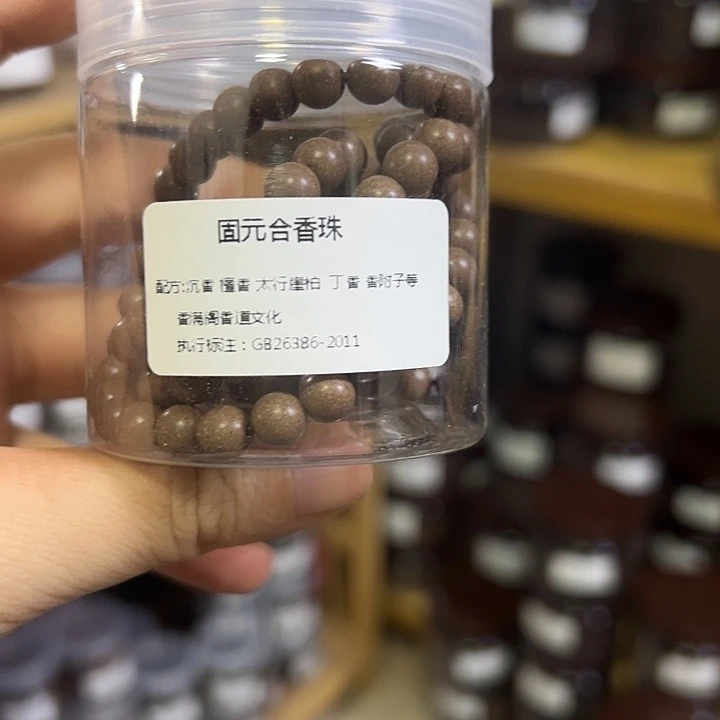 固元合香珠
配方:沉香 檀香 太行崖柏 丁香 香附子等
香满阁香道文化
执行标注：GB26386-2011